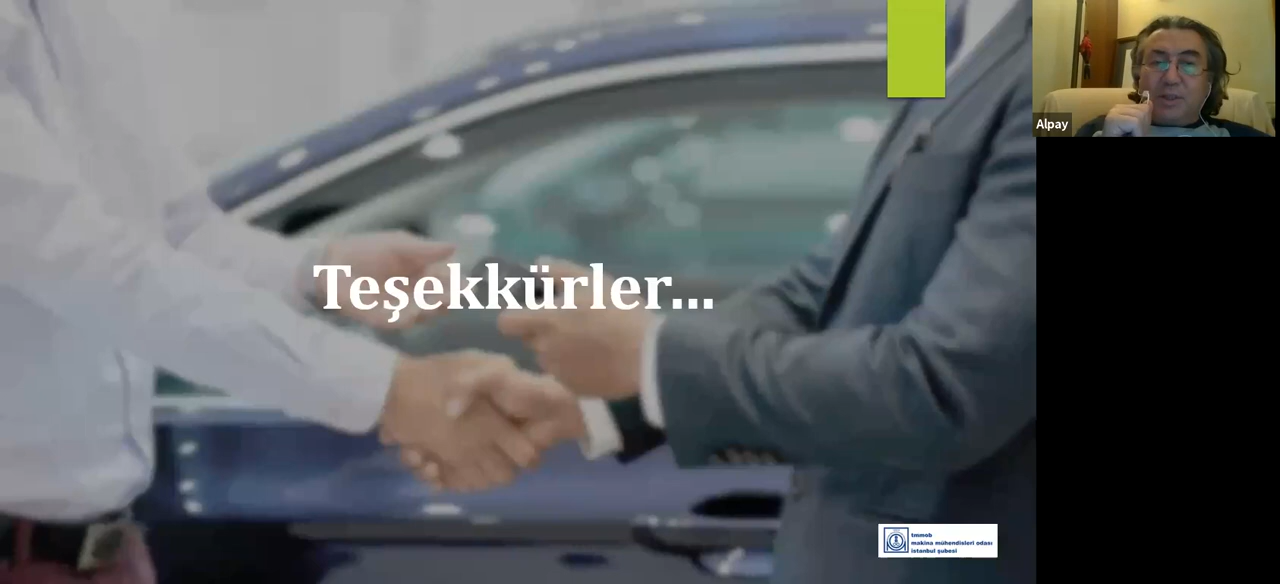 Teşekkürler...
Alpay
tmmob
makina mühendisleri odası
istanbul şubesi